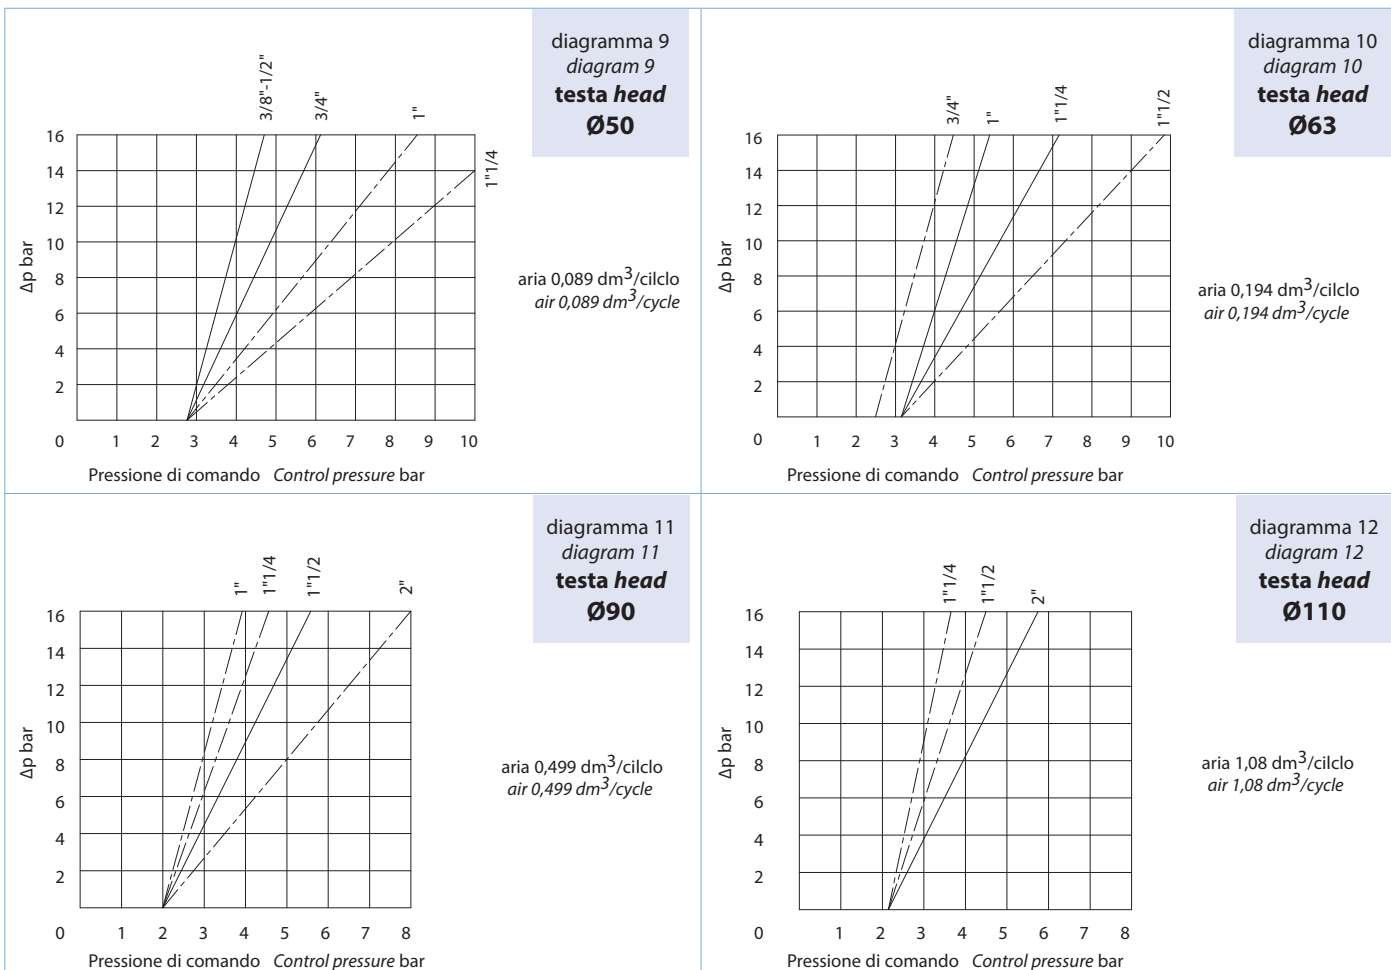 diagramma 9
diagram 9
testa head
Ø50
3/8"-1/2"
3/4"
1"
1"1/4
16
14
12
10
8
6
4
2
Δp bar
0 1 2 3 4 5 6 7 8 9 10
Pressione di comando Control pressure bar
aria 0,089 dm³/cilclo
air 0,089 dm³/cycle
diagramma 10
diagram 10
testa head
Ø63
3/4"
1"
1"1/4
1"1/2
16
14
12
10
8
6
4
2
Δp bar
0 1 2 3 4 5 6 7 8 9 10
Pressione di comando Control pressure bar
aria 0,194 dm³/cilclo
air 0,194 dm³/cycle
diagramma 11
diagram 11
testa head
Ø90
1"
1"1/4
1"1/2
2"
16
14
12
10
8
6
4
2
Δp bar
0 1 2 3 4 5 6 7 8
Pressione di comando Control pressure bar
aria 0,499 dm³/cilclo
air 0,499 dm³/cycle
diagramma 12
diagram 12
testa head
Ø110
1"1/4
1"1/2
2"
16
14
12
10
8
6
4
2
Δp bar
0 1 2 3 4 5 6 7 8
Pressione di comando Control pressure bar
aria 1,08 dm³/cilclo
air 1,08 dm³/cycle